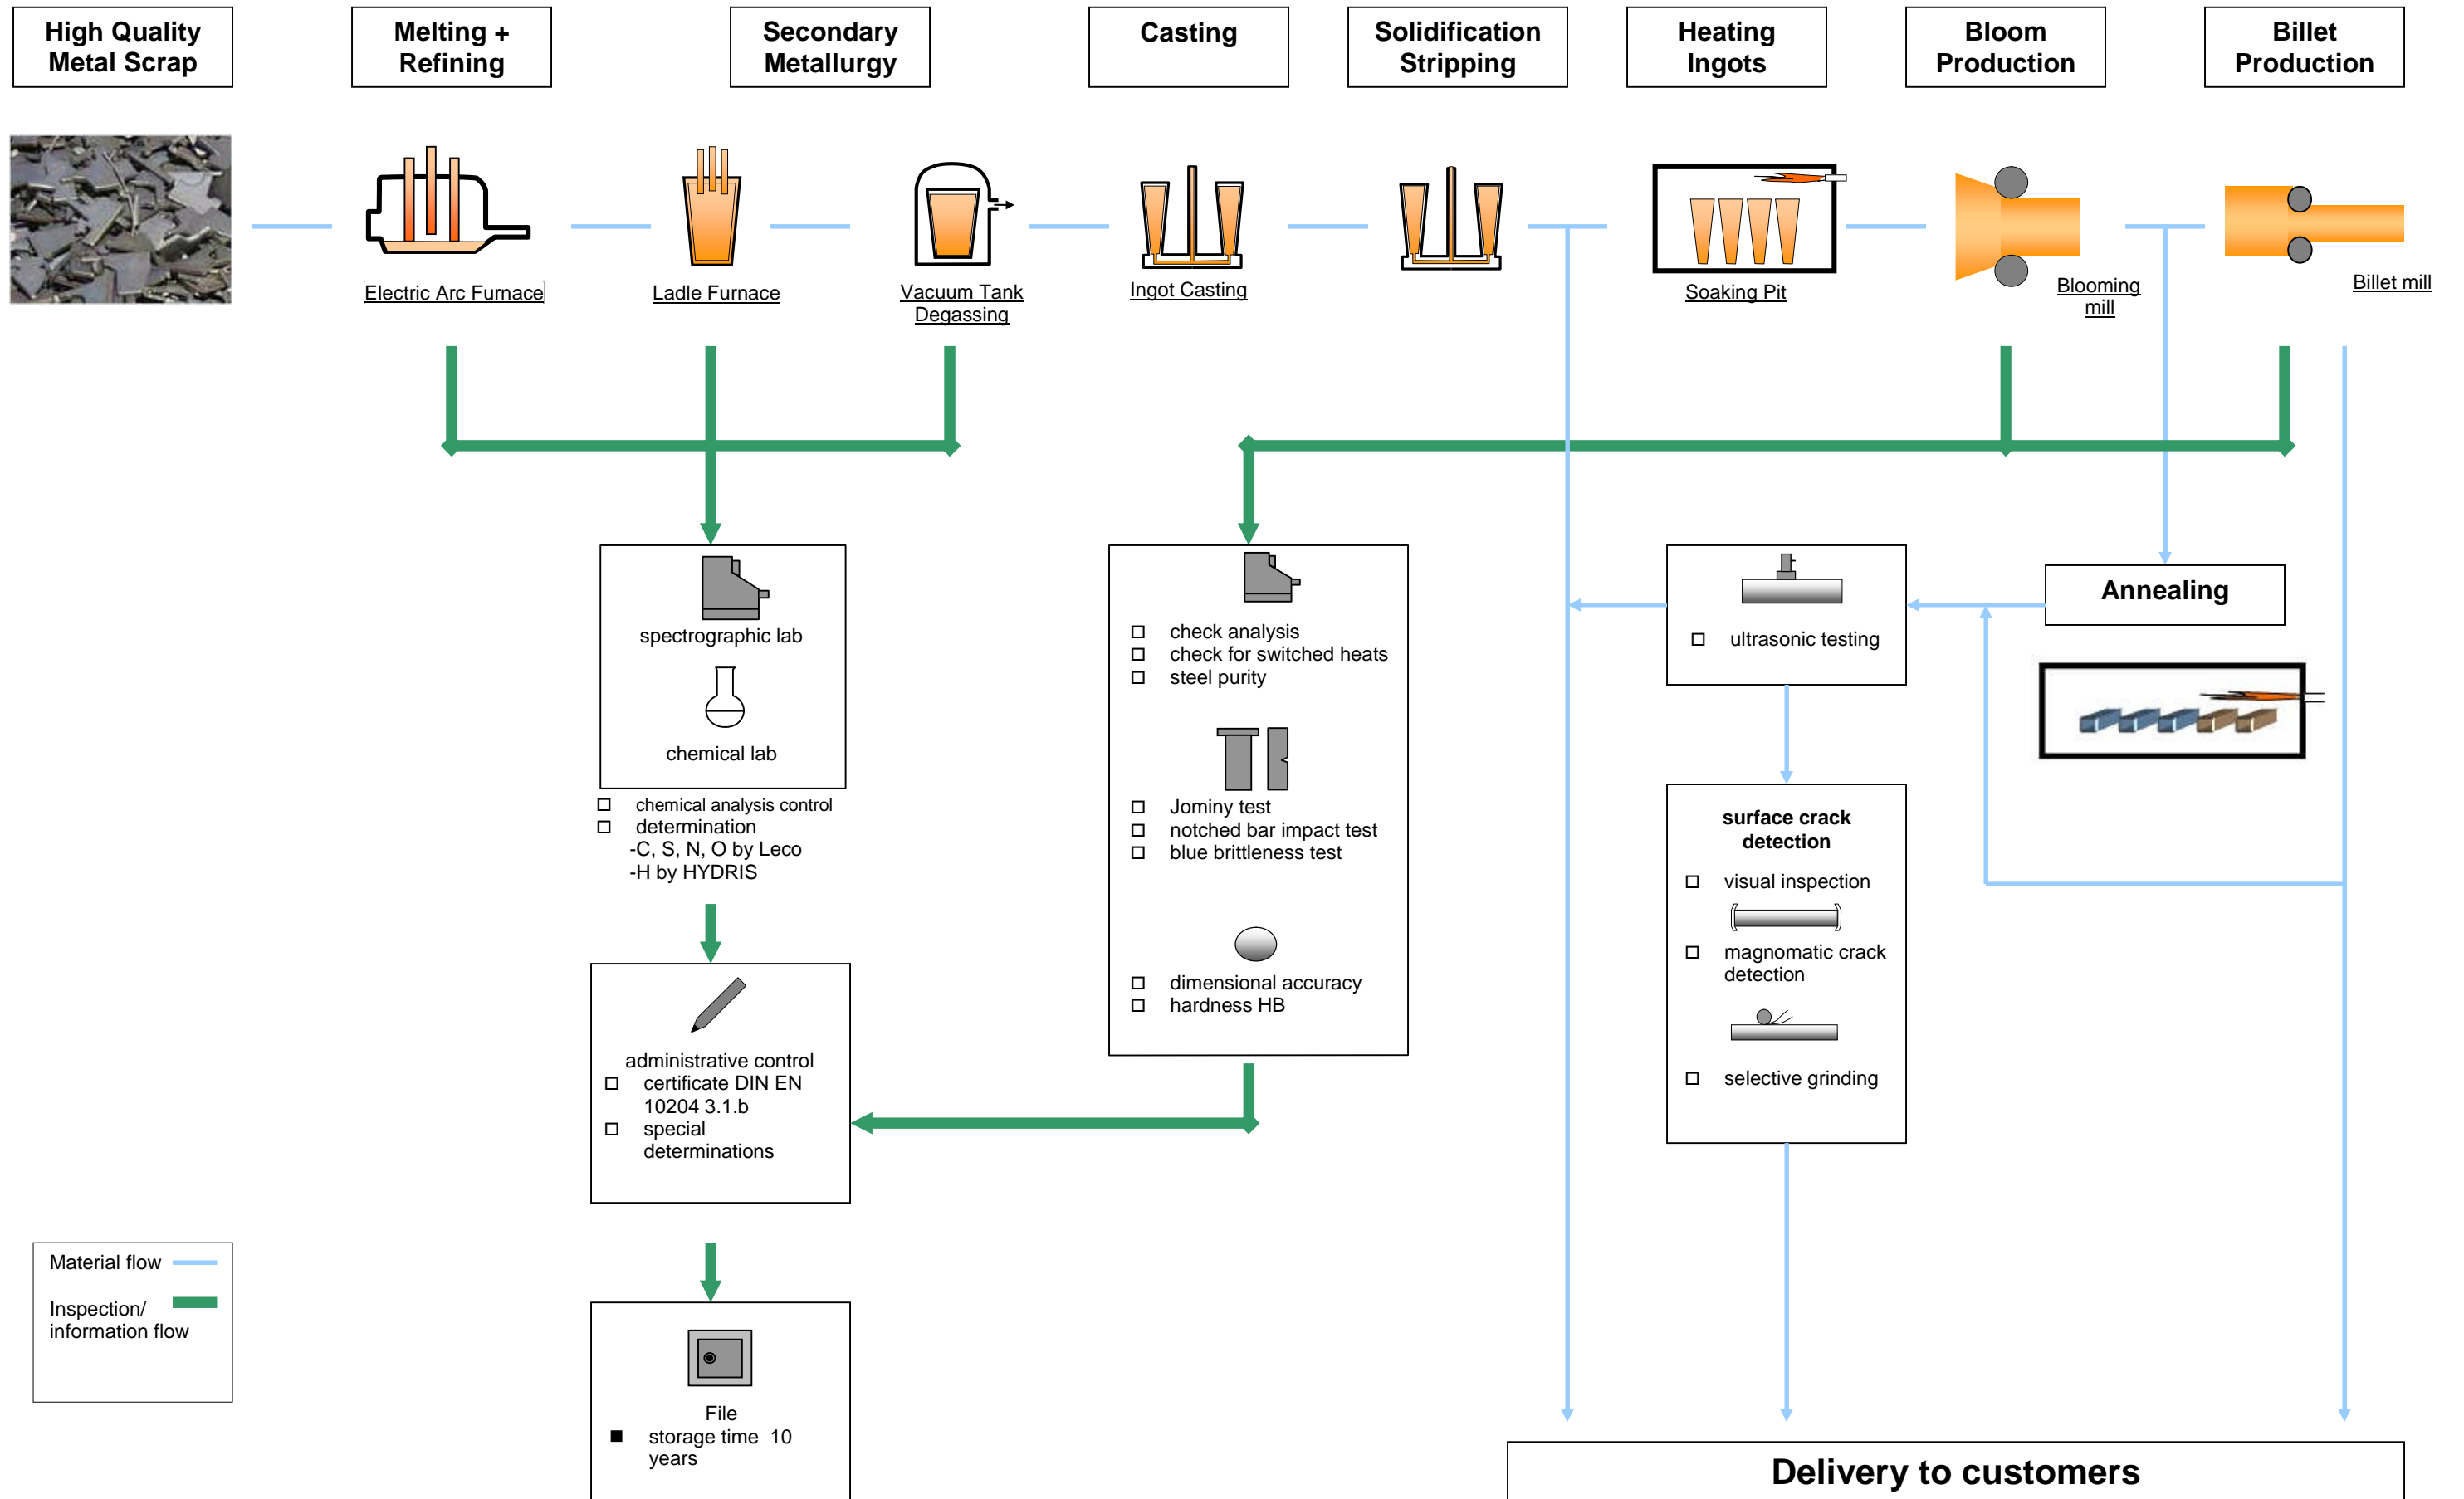 High Quality
Metal Scrap
Melting +
Refining
Secondary
Metallurgy
Casting
Solidification
Stripping
Heating
Ingots
Bloom
Production
Billet
Production
Electric Arc Furnace
Ladle Furnace
Vacuum Tank
Degassing
Ingot Casting
Soaking Pit
Blooming
mill
Billet mill
spectrographic lab
chemical lab
chemical analysis control
determination
-C, S, N, O by Leco
-H by HYDRIS
administrative control
certificate DIN EN
10204 3.1.b
special
determinations
File
storage time 10
years
check analysis
check for switched heats
steel purity
Jominy test
notched bar impact test
blue brittleness test
dimensional accuracy
hardness HB
ultrasonic testing
surface crack
detection
visual inspection
magnomatic crack
detection
selective grinding
Annealing
Material flow
Inspection/
information flow
Delivery to customers